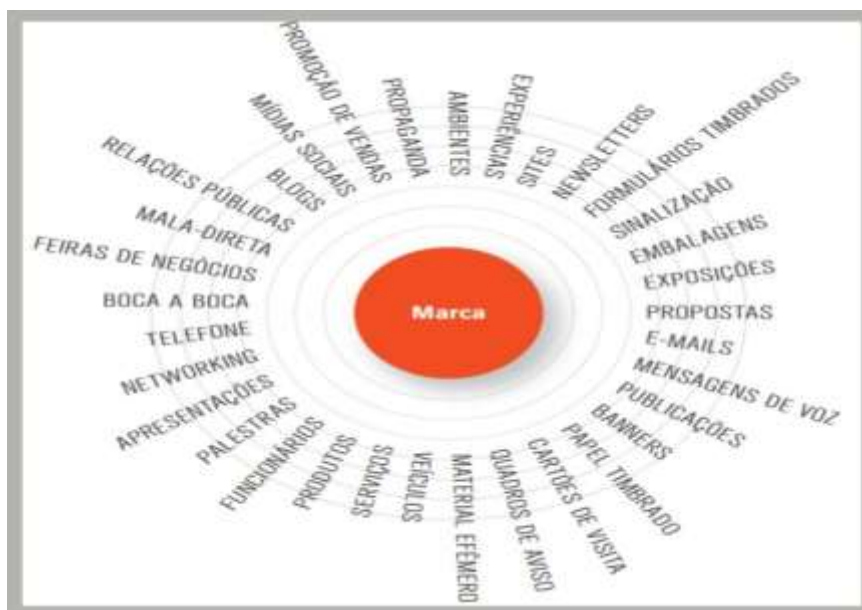 PROMOÇÃO DE VENDAS
PROPAGANDA
AMBIENTES
EXPERIÊNCIAS
SITES
NEWSLETTERS
FORMULÁRIOS TIMBRADOS
SINALIZAÇÃO
EMBALAGENS
EXPOSIÇÕES
PROPOSTAS
E-MAILS
MENSAGENS DE VOZ
PUBLICAÇÕES
BANNERS
PAPEL TIMBRADO
CARTÕES DE VISITA
QUADROS DE AVISO
MATERIAL EFÊMERO
VEÍCULOS
SERVIÇOS
PRODUTOS
FUNCIONÁRIOS
PALESTRAS
APRESENTAÇÕES
NETWORKING
TELEFONE
BOCA A BOCA
FEIRAS DE NEGÓCIOS
MALA-DIRETA
RELAÇÕES PÚBLICAS
BLOGS
MÍDIAS SOCIAIS
Marca